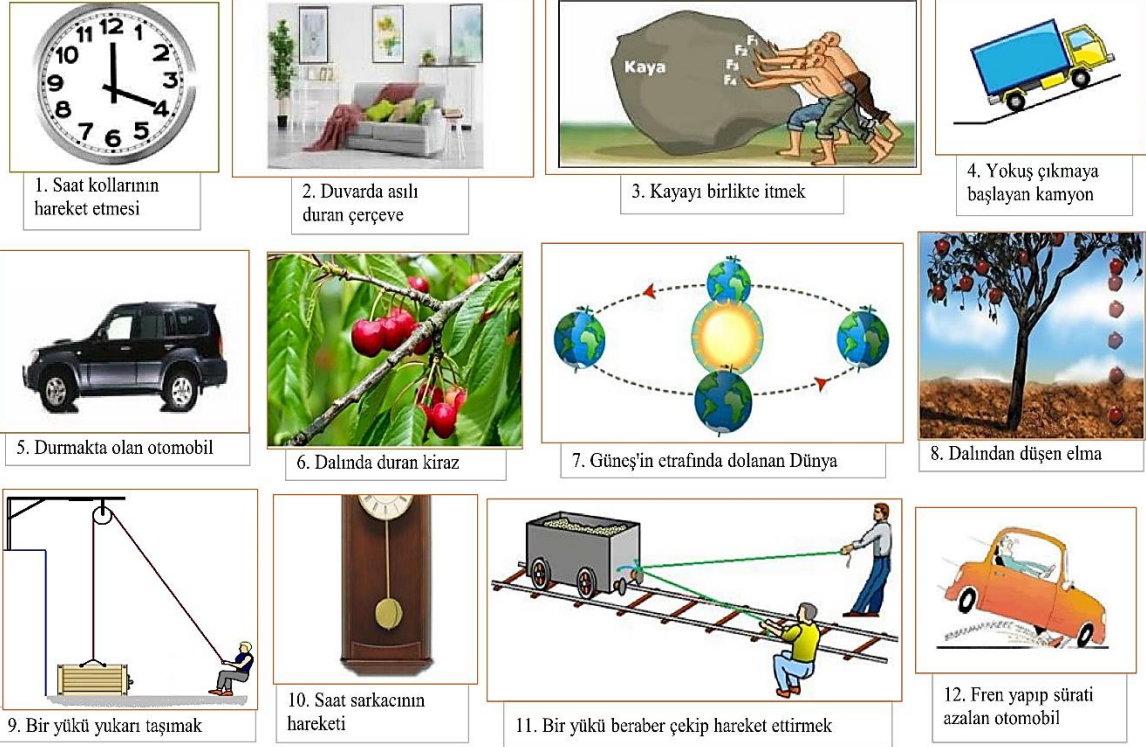 11 12 1
10 2
9 3
8 4
7 6 5
1. Saat kollarının
hareket etmesi
2. Duvarda asılı
duran çerçeve
Kaya
F₁
F₂
F₃
F₄
3. Kayayı birlikte itmek
4. Yokuş çıkmaya
başlayan kamyon
5. Durmakta olan otomobil
6. Dalında duran kiraz
7. Güneş'in etrafında dolanan Dünya
8. Dalından düşen elma
9. Bir yükü yukarı taşımak
10. Saat sarkacının
hareketi
11. Bir yükü beraber çekip hareket ettirmek
12. Fren yapıp sürati
azalan otomobil